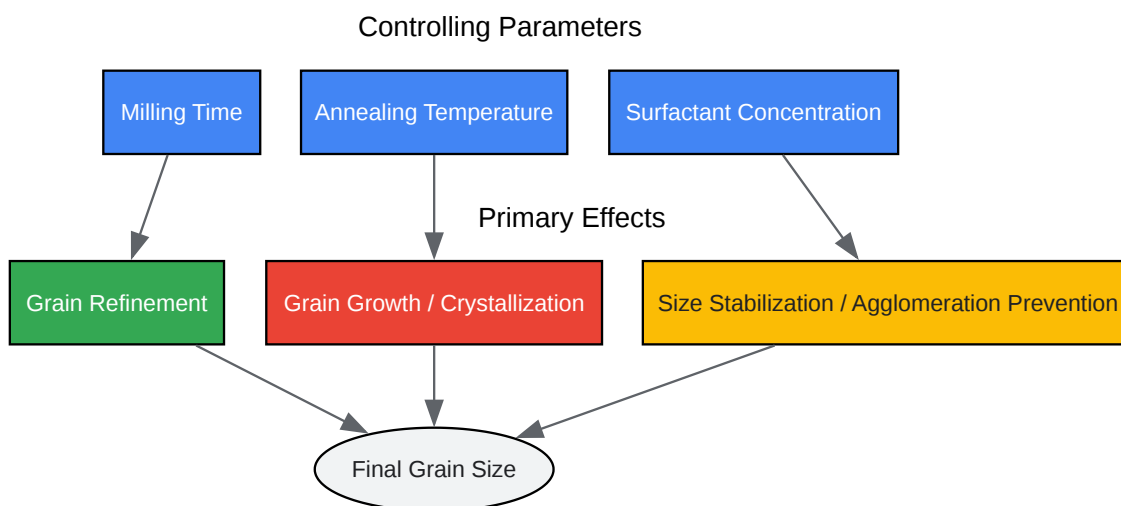 Controlling Parameters
Milling Time
Annealing Temperature
Surfactant Concentration
Primary Effects
Grain Refinement
Grain Growth / Crystallization
Size Stabilization / Agglomeration Prevention
Final Grain Size